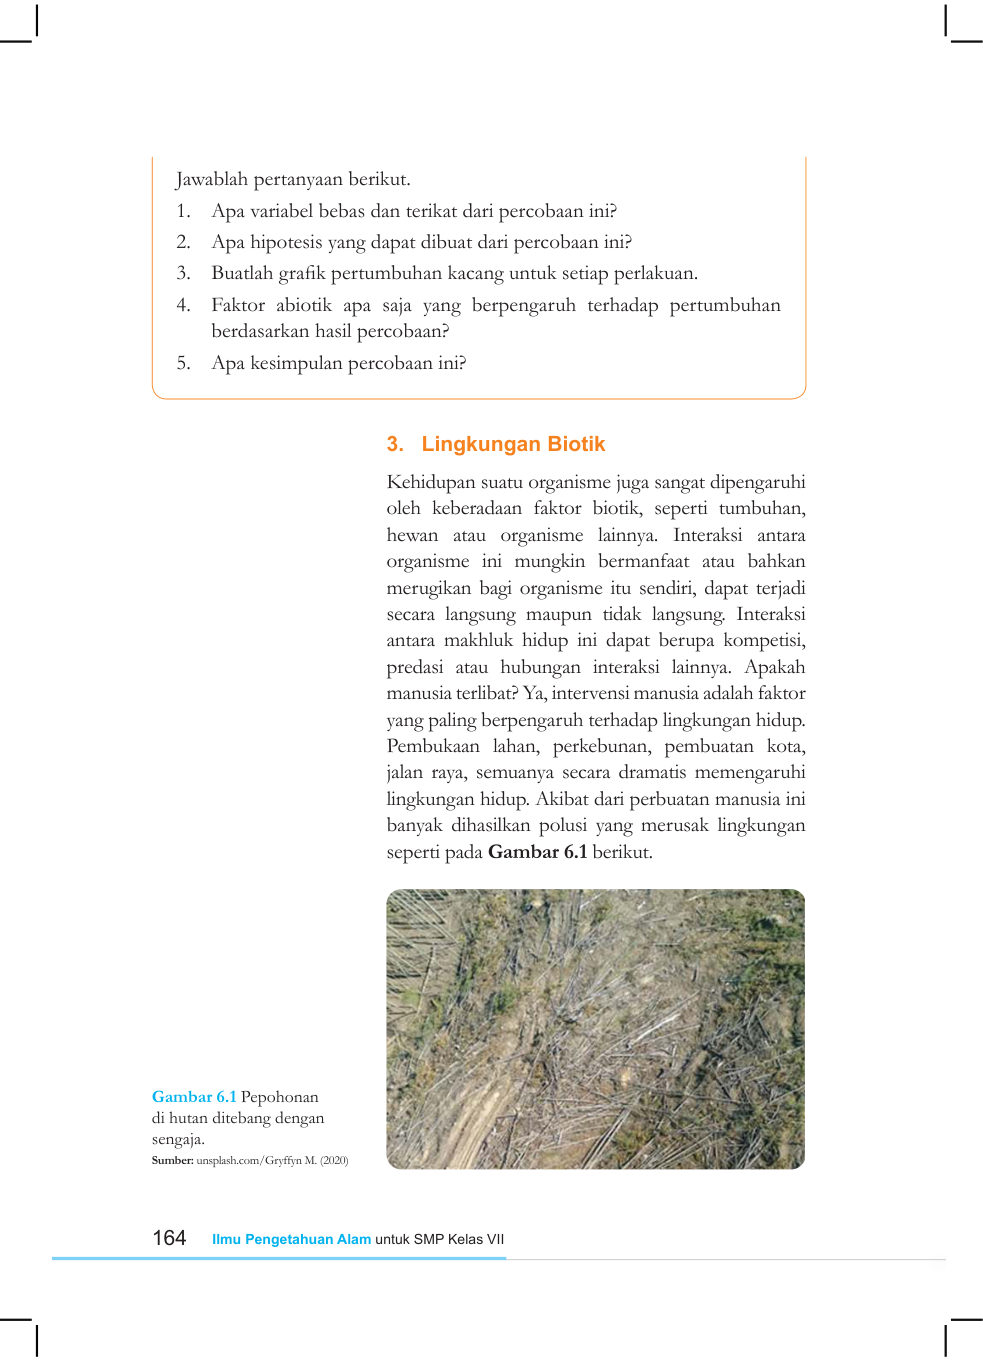 Jawablah pertanyaan berikut.
1. Apa variabel bebas dan terikat dari percobaan ini?
2. Apa hipotesis yang dapat dibuat dari percobaan ini?
3. Buatlah grafik pertumbuhan kacang untuk setiap perlakuan.
4. Faktor abiotik apa saja yang berpengaruh terhadap pertumbuhan
berdasarkan hasil percobaan?
5. Apa kesimpulan percobaan ini?
3. Lingkungan Biotik
Kehidupan suatu organisme juga sangat dipengaruhi
oleh keberadaan faktor biotik, seperti tumbuhan,
hewan atau organisme lainnya. Interaksi antara
organisme ini mungkin bermanfaat atau bahkan
merugikan bagi organisme itu sendiri, dapat terjadi
secara langsung maupun tidak langsung. Interaksi
antara makhluk hidup ini dapat berupa kompetisi,
predasi atau hubungan interaksi lainnya. Apakah
manusia terlibat? Ya, intervensi manusia adalah faktor
yang paling berpengaruh terhadap lingkungan hidup.
Pembukaan lahan, perkebunan, pembuatan kota,
jalan raya, semuanya secara dramatis memengaruhi
lingkungan hidup. Akibat dari perbuatan manusia ini
banyak dihasilkan polusi yang merusak lingkungan
seperti pada Gambar 6.1 berikut.
Gambar 6.1 Pepohonan
di hutan ditebang dengan
sengaja.
Sumber: unsplash.com/Gryffyn M. (2020)
164 Ilmu Pengetahuan Alam untuk SMP Kelas VII